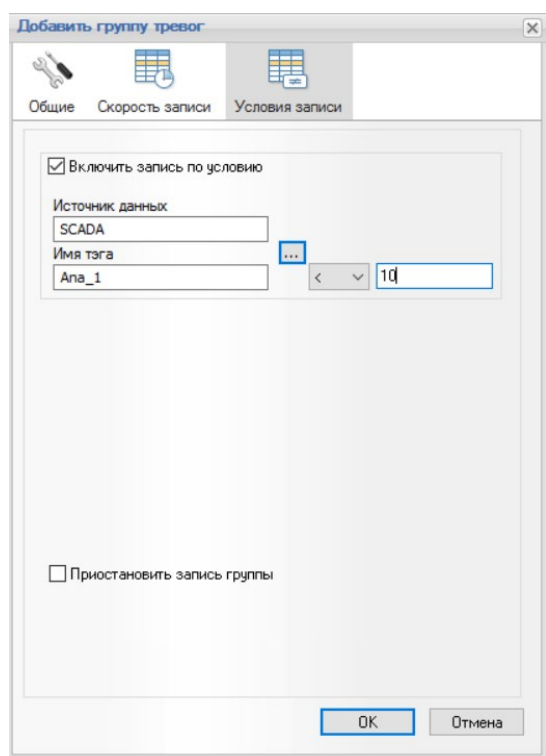 Добавить группу тревог
Общие Скорость записи Условия записи
Включить запись по условию
Источник данных
SCADA
Имя тэга
...
Ana_1 < 10
Приостановить запись группы
OK Отмена